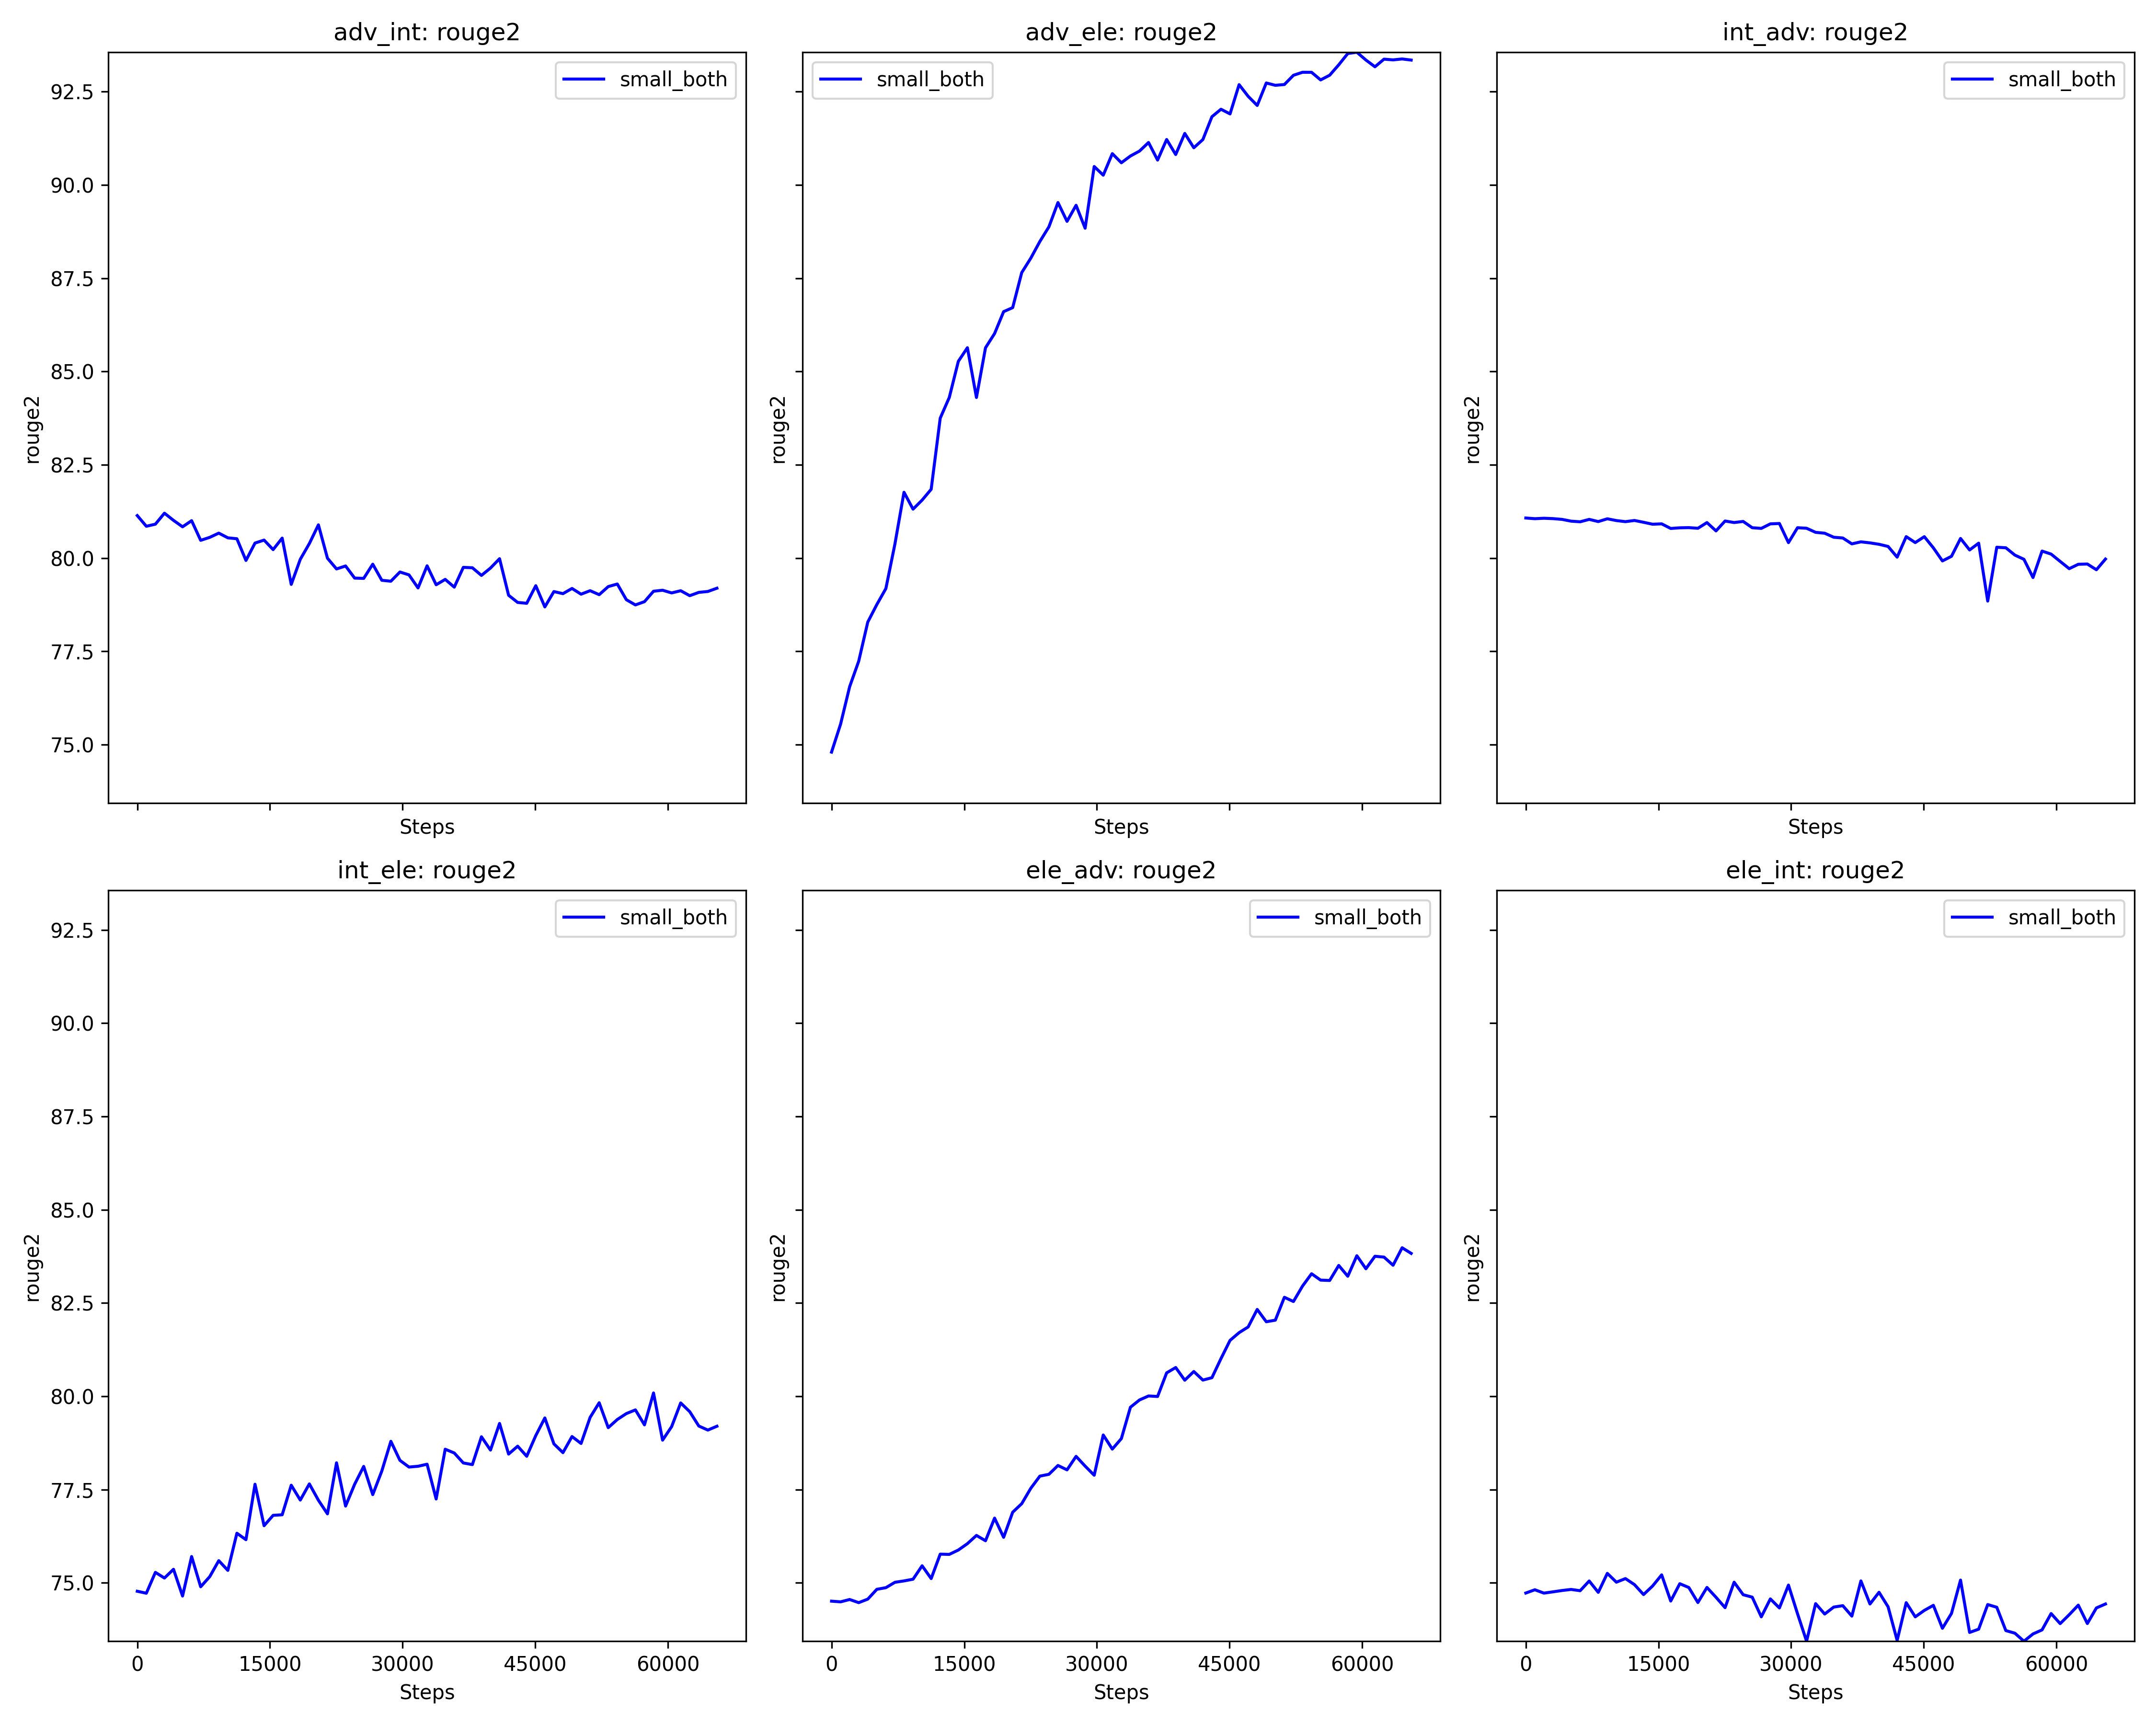 adv_int: rouge2
adv_ele: rouge2
int_adv: rouge2
small_both
small_both
small_both
92.5
90.0
87.5
85.0
82.5
80.0
77.5
75.0
rouge2
rouge2
rouge2
Steps
Steps
Steps
int_ele: rouge2
ele_adv: rouge2
ele_int: rouge2
small_both
small_both
small_both
92.5
90.0
87.5
85.0
82.5
80.0
77.5
75.0
rouge2
rouge2
rouge2
0 15000 30000 45000 60000
0 15000 30000 45000 60000
0 15000 30000 45000 60000
Steps
Steps
Steps